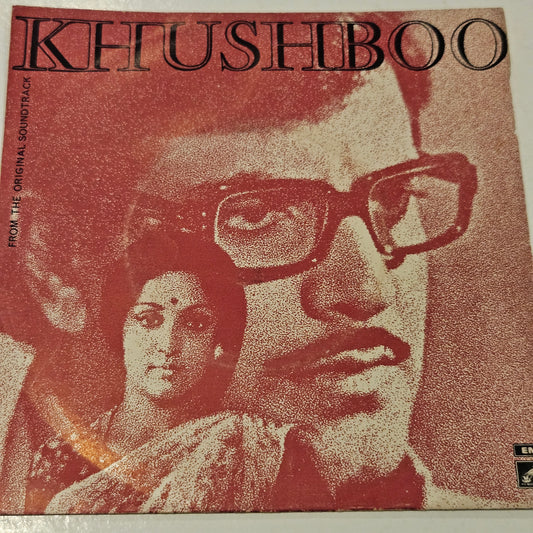 KHUSHBOO
FROM THE ORIGINAL SOUNDTRACK